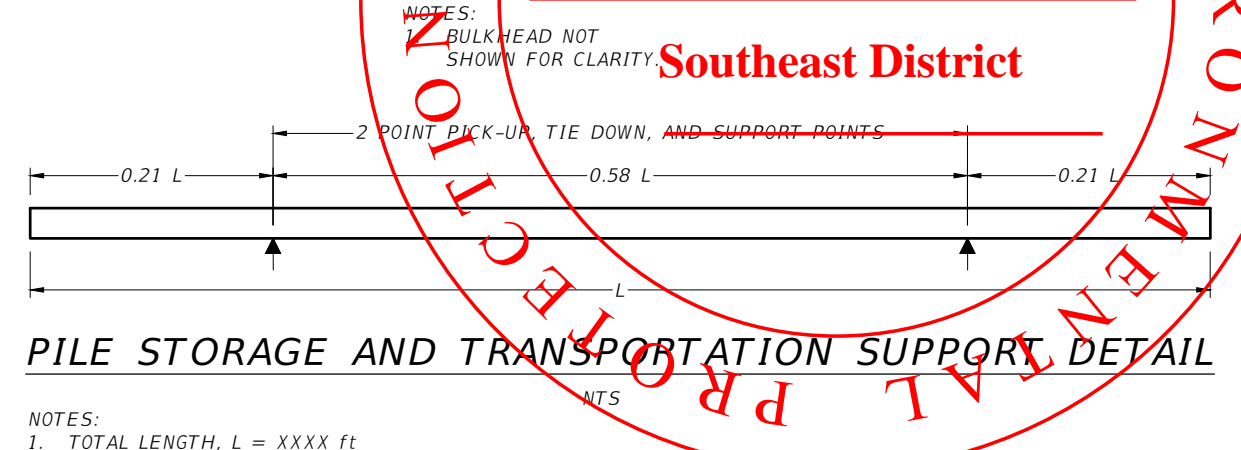 NOTES:
1. BULKHEAD NOT
SHOWN FOR CLARITY.
Southeast District
2 POINT PICK-UP, TIE DOWN, AND SUPPORT POINTS
0.21 L
0.58 L
0.21 L
L
PILE STORAGE AND TRANSPORTATION SUPPORT DETAIL
NTS
NOTES:
1. TOTAL LENGTH, L = XXXX ft
RONMENTAL PROTECTION